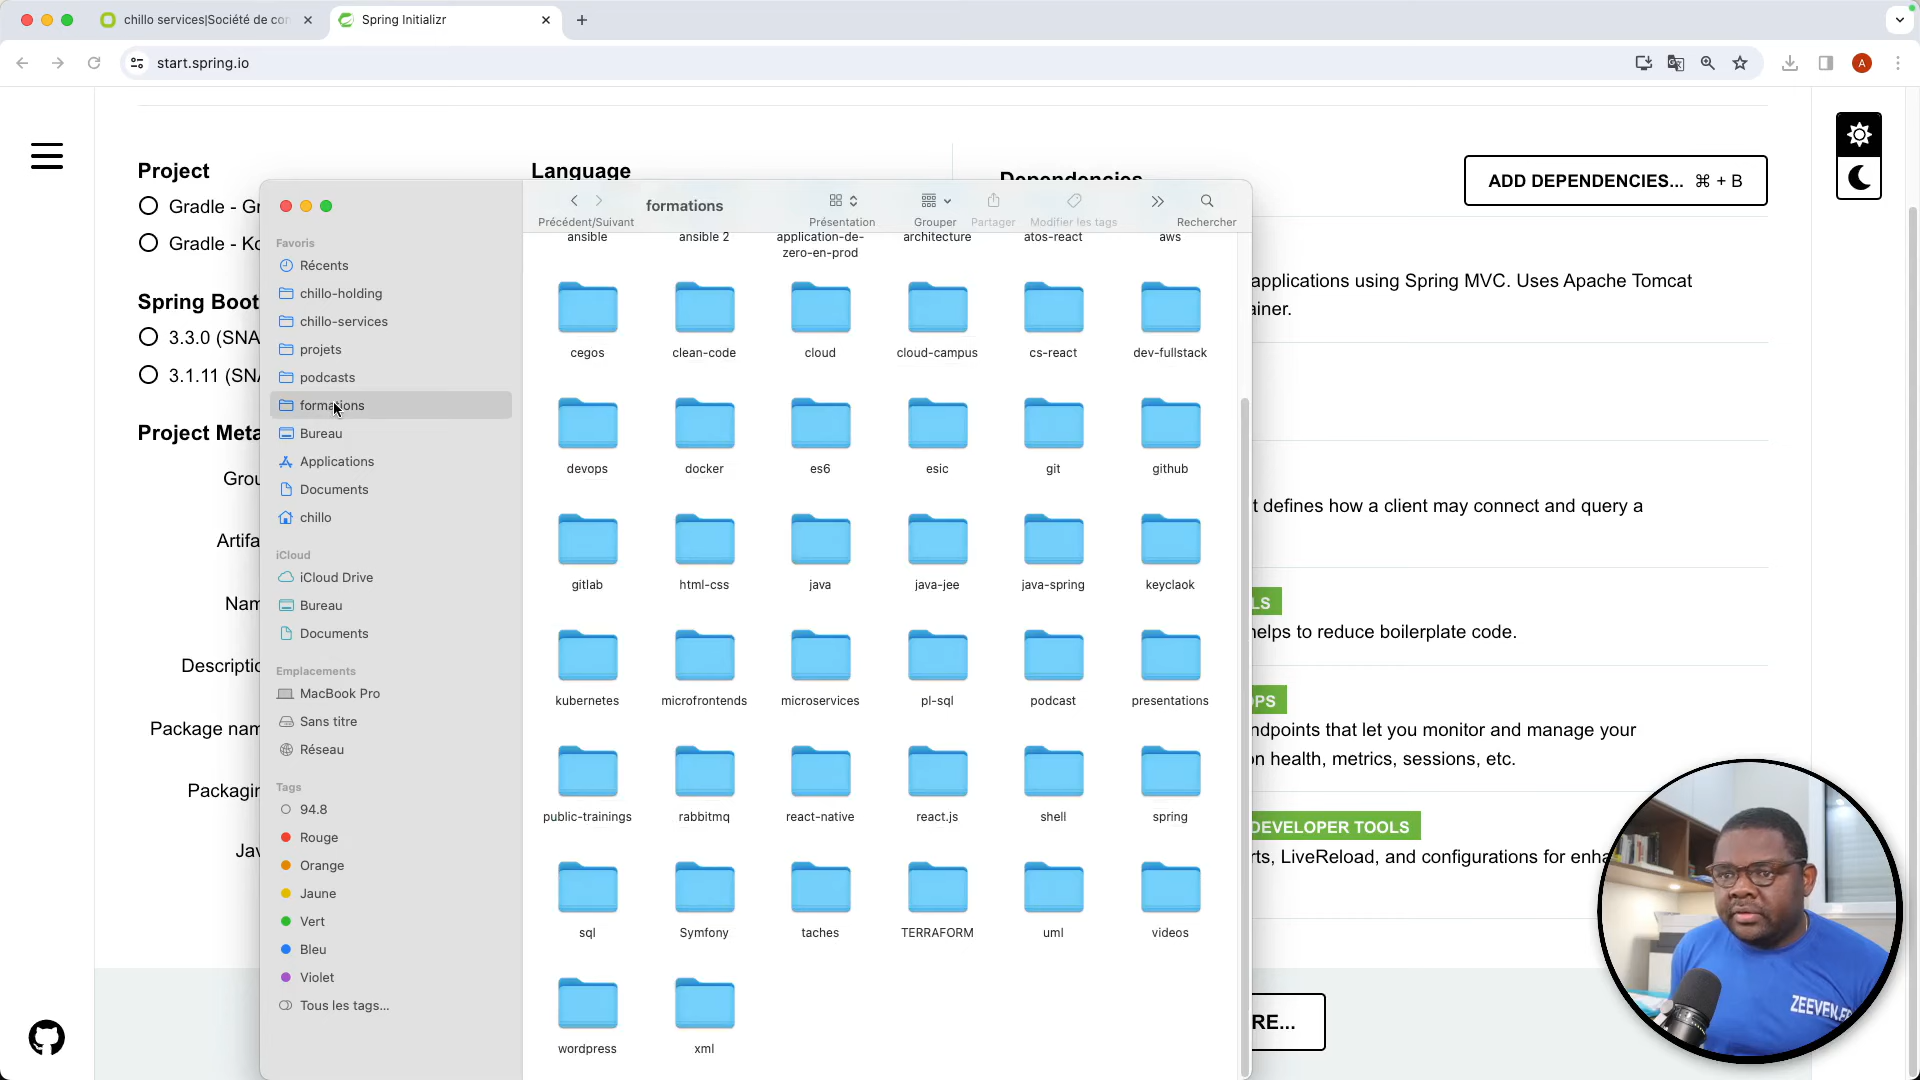 chillo services|Société de con
Spring Initializr
start.spring.io
A
Project
Language
Dependencies
ADD DEPENDENCIES... ⌘ + B
Gradle - Gr
Gradle - Ko
Spring Boot
3.3.0 (SNA
3.1.11 (SNA
Project Meta
Grou
Artifa
Nam
Descriptio
Package nam
Packagin
Jav
applications using Spring MVC. Uses Apache Tomcat
ainer.
t defines how a client may connect and query a
LS
helps to reduce boilerplate code.
OPS
ndpoints that let you monitor and manage your
on health, metrics, sessions, etc.
DEVELOPER TOOLS
rts, LiveReload, and configurations for enha
RE...
Favoris
Récents
chillo-holding
chillo-services
projets
podcasts
formations
Bureau
Applications
Documents
chillo
iCloud
iCloud Drive
Bureau
Documents
Emplacements
MacBook Pro
Sans titre
Réseau
Tags
94.8
Rouge
Orange
Jaune
Vert
Bleu
Violet
Tous les tags...
formations
Précédent/Suivant
Présentation
Grouper
Partager
Modifier les tags
Rechercher
ansible
ansible 2
application-de-
zero-en-prod
architecture
atos-react
aws
cegos
clean-code
cloud
cloud-campus
cs-react
dev-fullstack
devops
docker
es6
esic
git
github
gitlab
html-css
java
java-jee
java-spring
keyclaok
kubernetes
microfrontends
microservices
pl-sql
podcast
presentations
public-trainings
rabbitmq
react-native
react.js
shell
spring
sql
Symfony
taches
TERRAFORM
uml
videos
wordpress
xml
ZEEVEN.FR